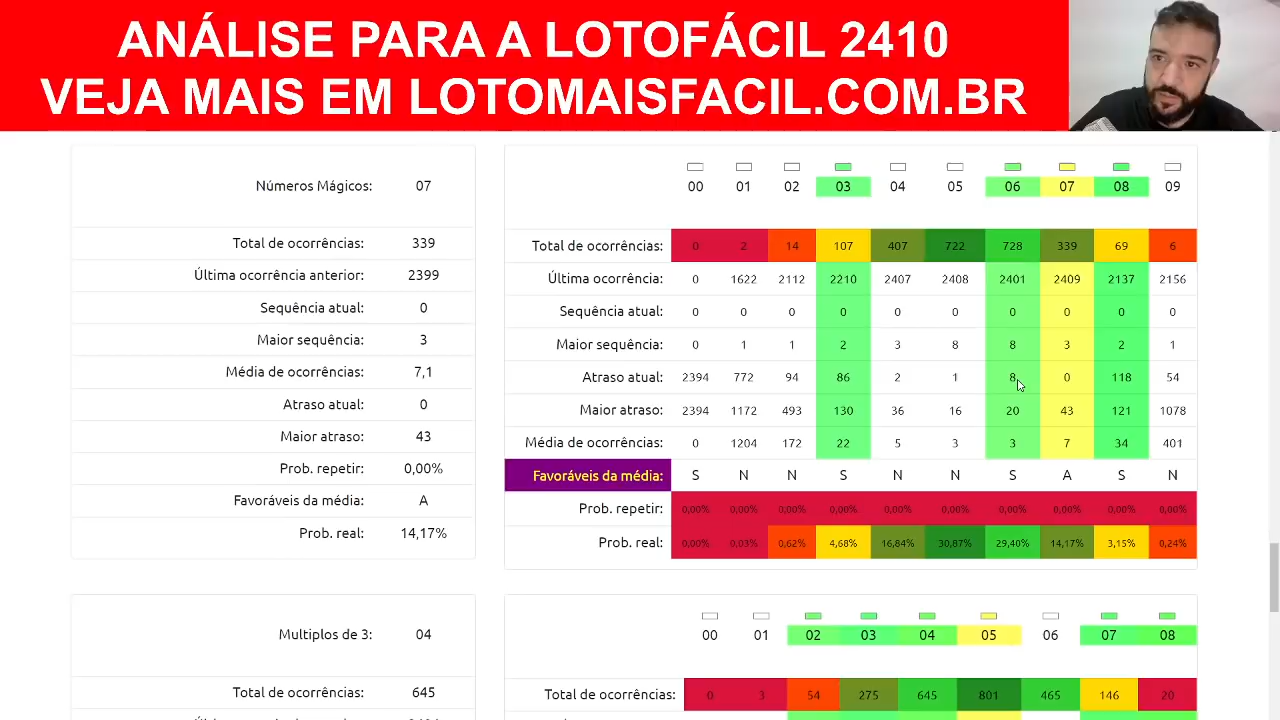 ANÁLISE PARA A LOTOFÁCIL 2410
VEJA MAIS EM LOTOMAISFACIL.COM.BR
Números Mágicos: 07
Total de ocorrências: 339
Última ocorrência anterior: 2399
Sequência atual: 0
Maior sequência: 3
Média de ocorrências: 7,1
Atraso atual: 0
Maior atraso: 43
Prob. repetir: 0,00%
Favoráveis da média: A
Prob. real: 14,17%
00 01 02 03 04 05 06 07 08 09
Total de ocorrências: 0 2 14 107 407 722 728 339 69 6
Última ocorrência: 0 1622 2112 2210 2407 2408 2401 2409 2137 2156
Sequência atual: 0 0 0 0 0 0 0 0 0 0
Maior sequência: 0 1 1 2 3 8 8 3 2 1
Atraso atual: 2394 772 94 86 2 1 8 0 118 54
Maior atraso: 2394 1172 493 130 36 16 20 43 121 1078
Média de ocorrências: 0 1204 172 22 5 3 3 7 34 401
Favoráveis da média: S N N S N N S A S N
Prob. repetir: 0,00% 0,00% 0,00% 0,00% 0,00% 0,00% 0,00% 0,00% 0,00% 0,00%
Prob. real: 0,00% 0,03% 0,62% 4,68% 16,84% 30,87% 29,40% 14,17% 3,15% 0,24%
Multiplos de 3: 04
Total de ocorrências: 645
00 01 02 03 04 05 06 07 08
Total de ocorrências: 0 3 54 275 645 801 465 146 20